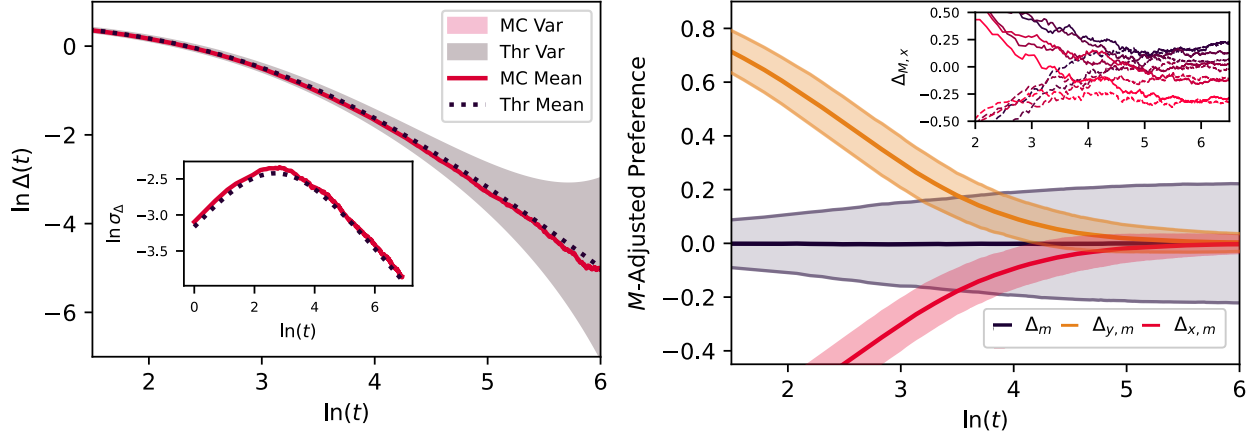 0
−2
−4
−6
ln Δ(t)
MC Var
Thr Var
MC Mean
Thr Mean
−2.5
−3.0
−3.5
ln σ_Δ
0 2 4 6
ln(t)
2 3 4 5 6
ln(t)
0.8
0.6
0.4
0.2
0.0
−0.2
−0.4
M-Adjusted Preference
0.50
0.25
0.00
−0.25
−0.50
Δ_{M,x}
2 3 4 5 6
Δ_m Δ_{y,m} Δ_{x,m}
2 3 4 5 6
ln(t)